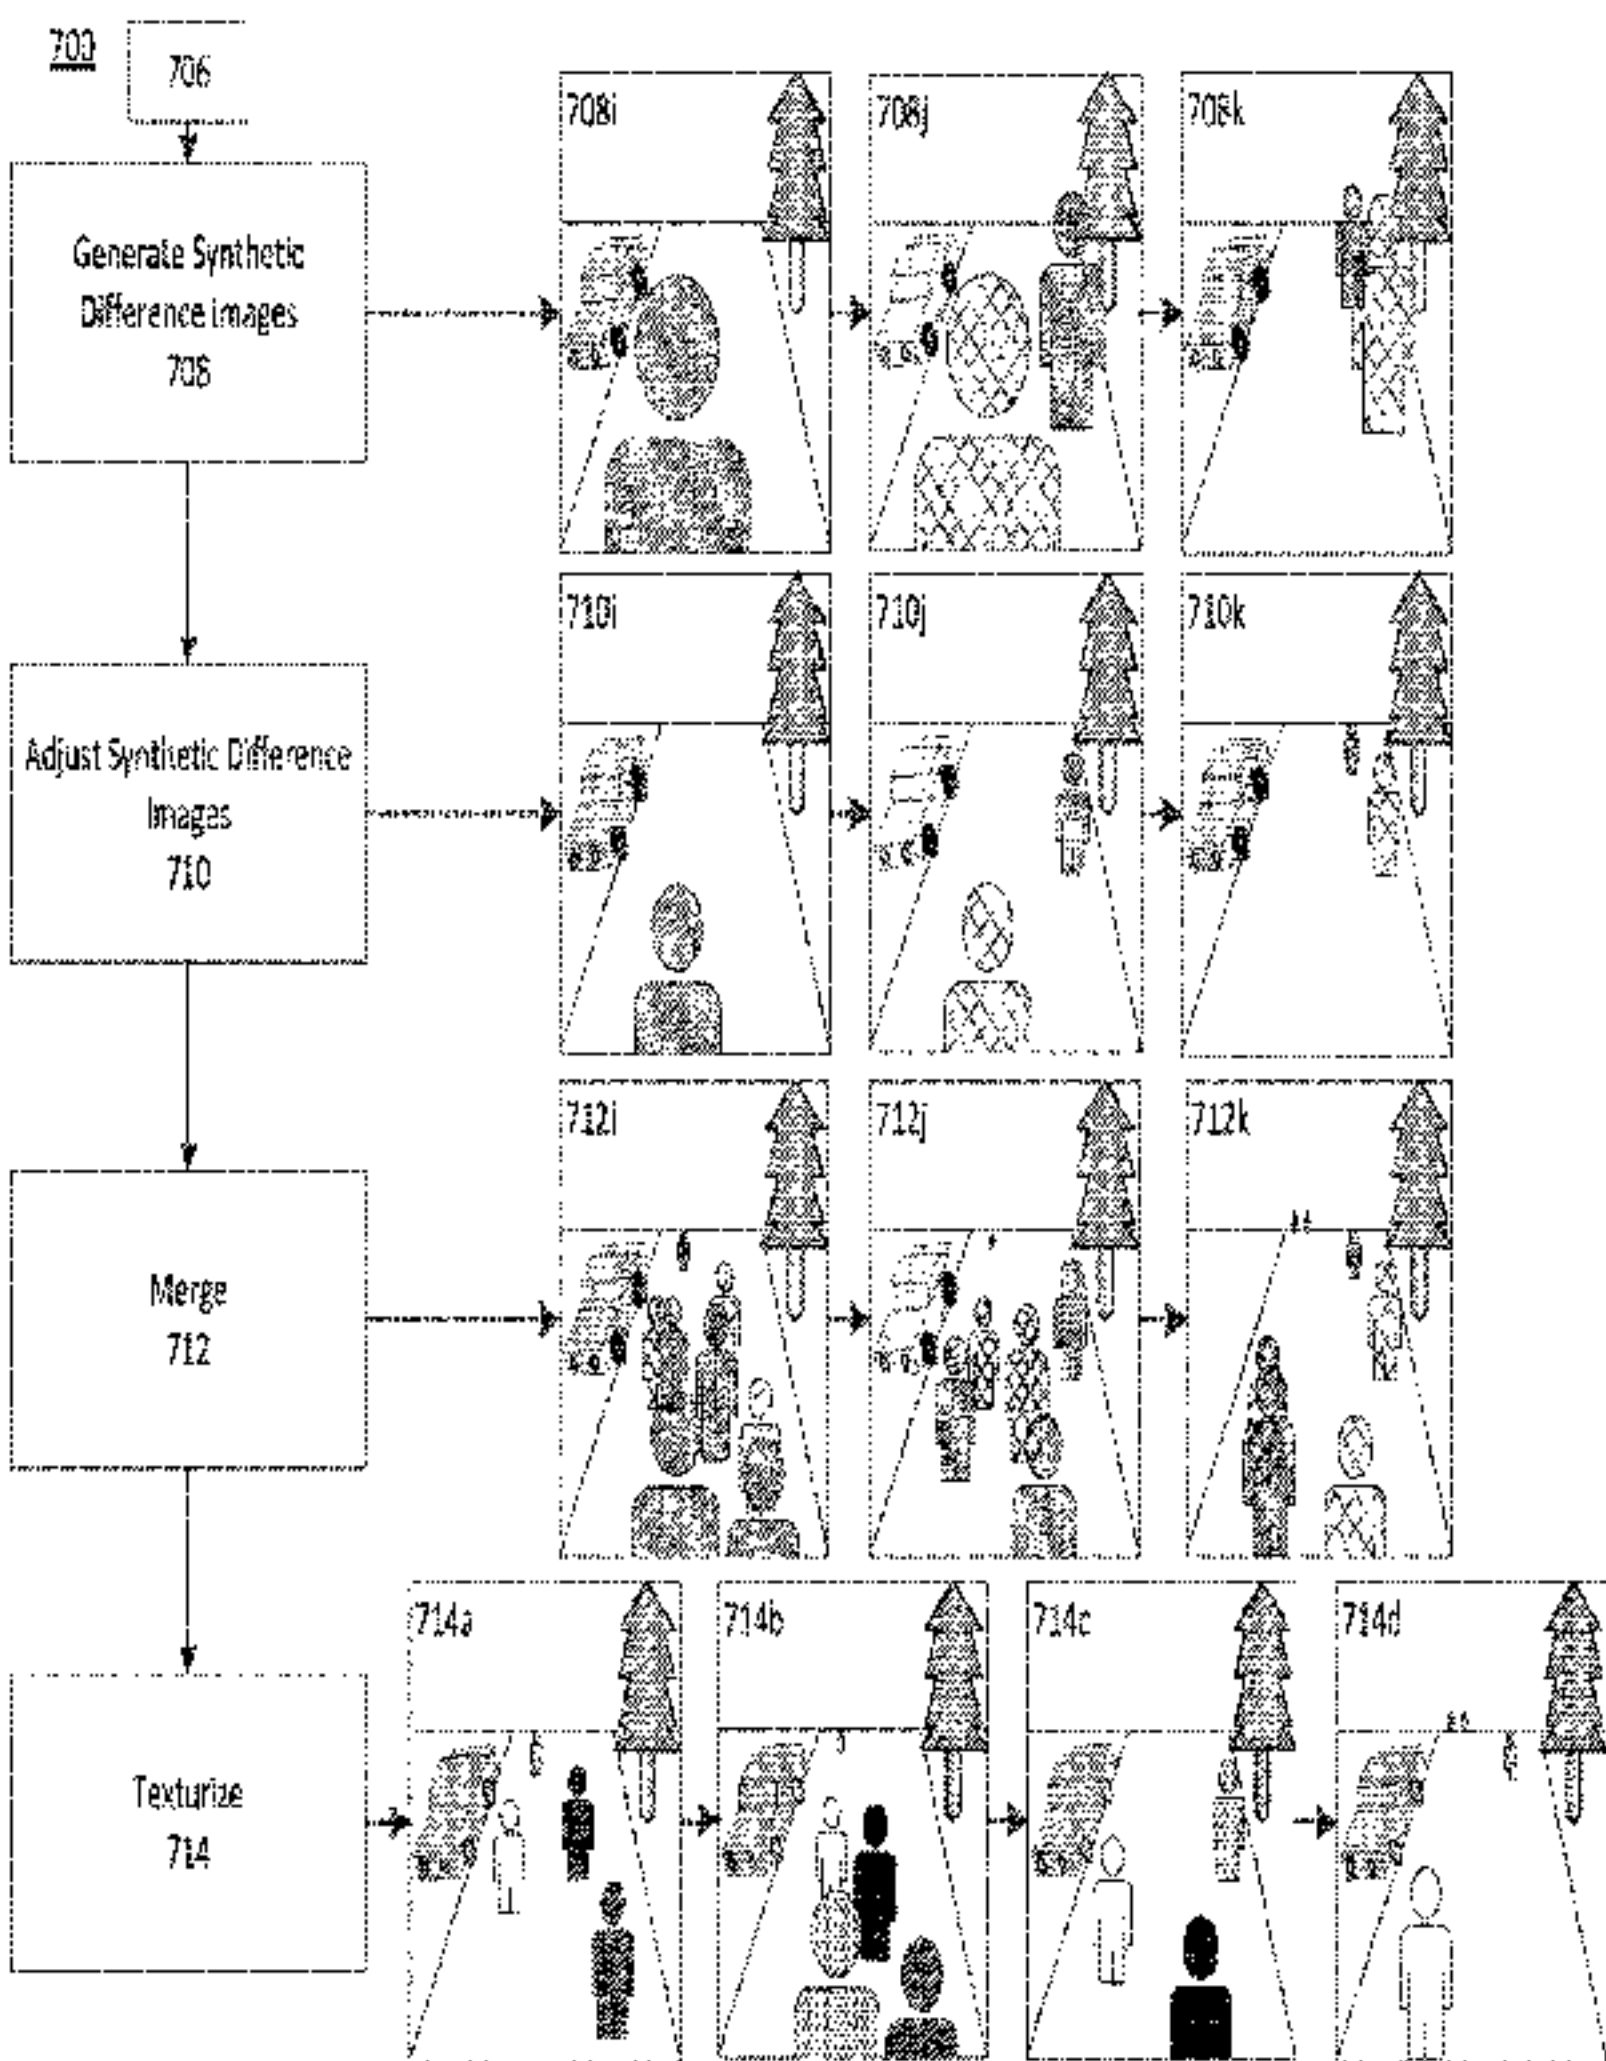 700
706
Generate Synthetic
Difference Images
708
708i
708j
708k
Adjust Synthetic Difference
Images
710
710i
710j
710k
Merge
712
712i
712j
712k
Texturize
714
714a
714b
714c
714d